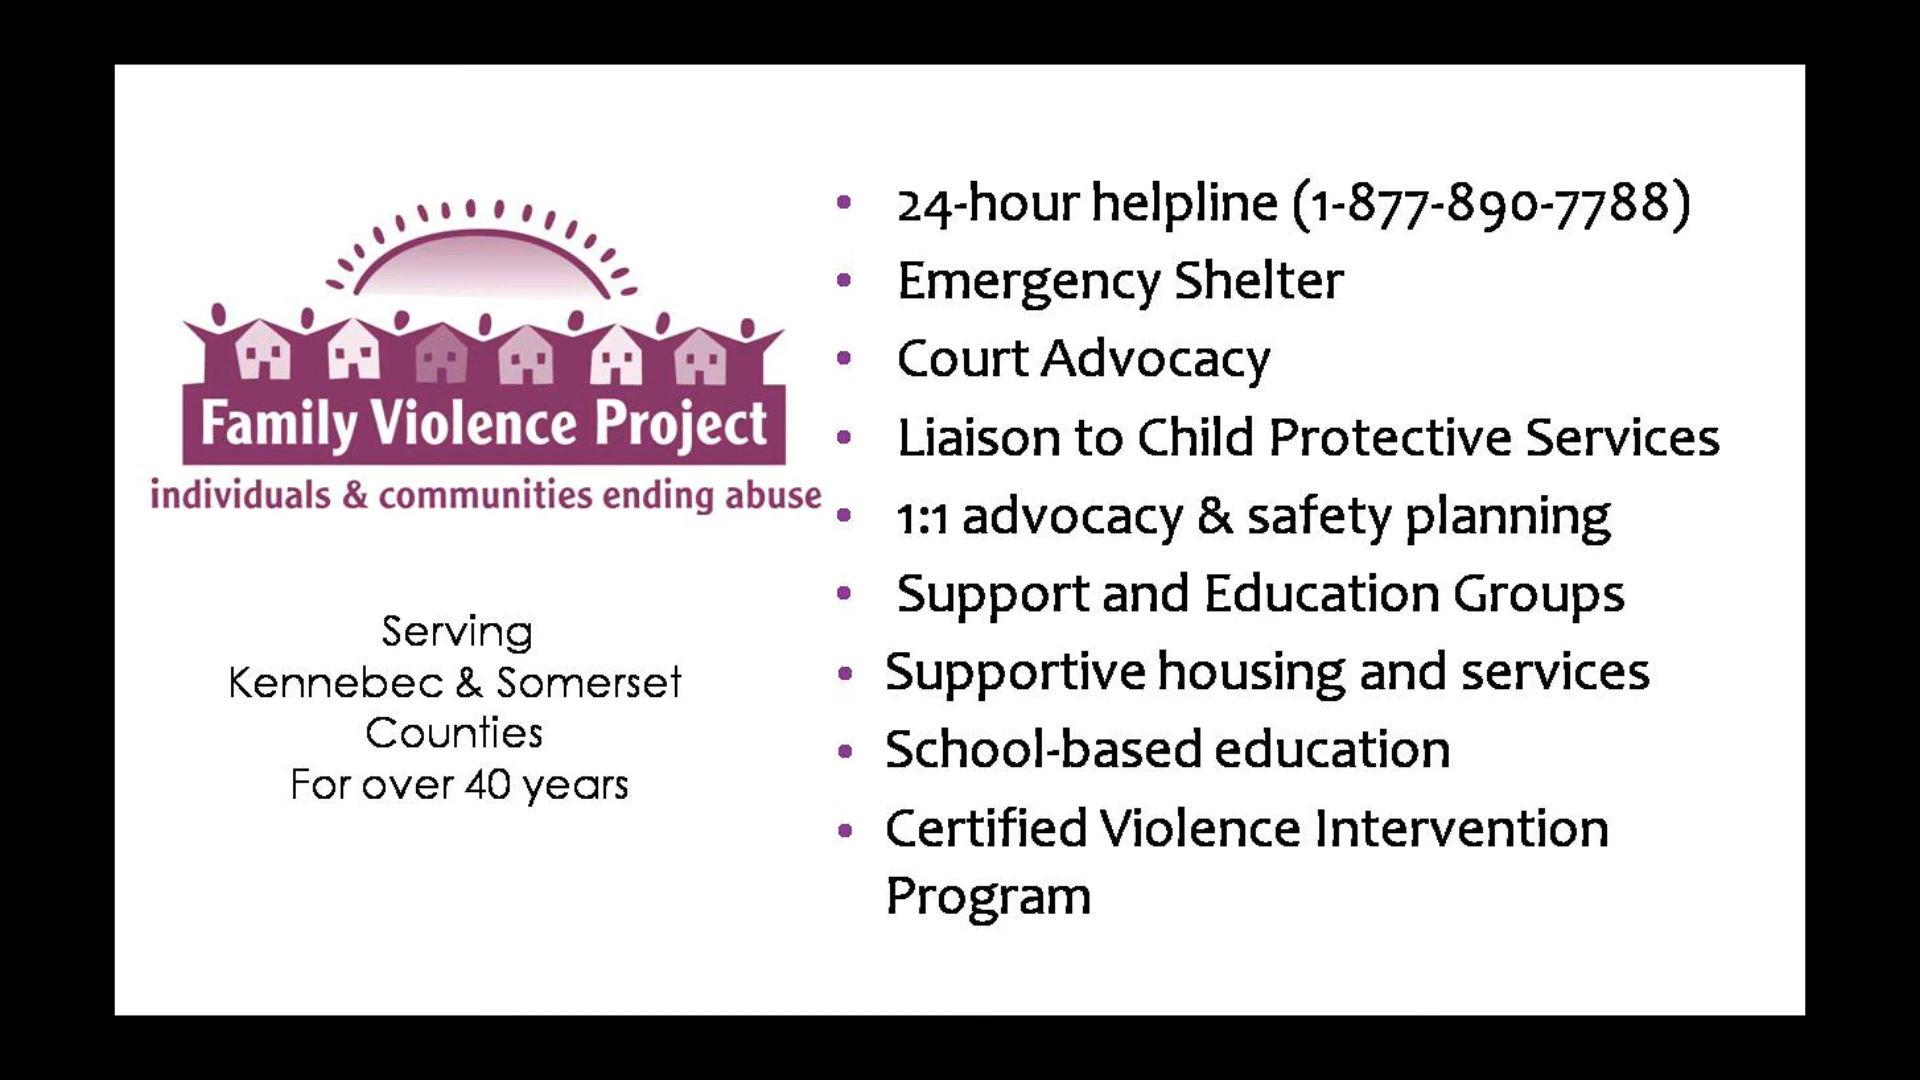 Family Violence Project
individuals & communities ending abuse
Serving
Kennebec & Somerset
Counties
For over 40 years
• 24-hour helpline (1-877-890-7788)
• Emergency Shelter
• Court Advocacy
• Liaison to Child Protective Services
• 1:1 advocacy & safety planning
• Support and Education Groups
• Supportive housing and services
• School-based education
• Certified Violence Intervention
Program